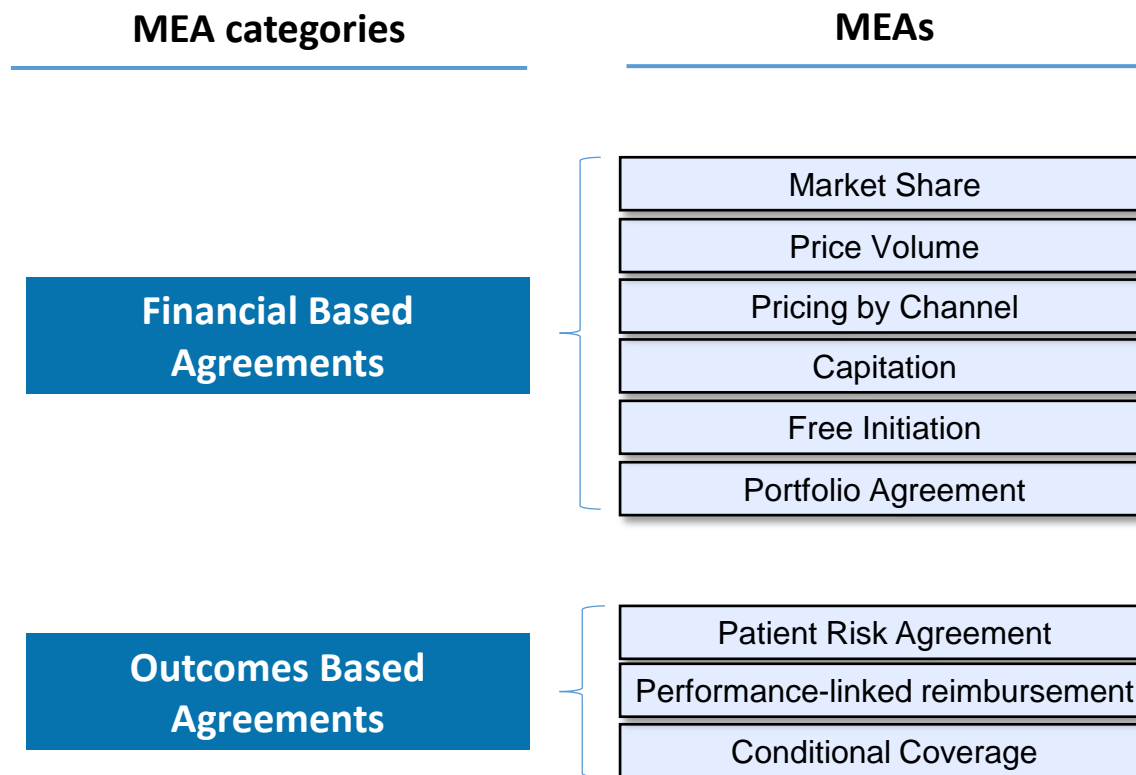 MEA categories
MEAs
Financial Based
Agreements
Market Share
Price Volume
Pricing by Channel
Capitation
Free Initiation
Portfolio Agreement
Outcomes Based
Agreements
Patient Risk Agreement
Performance-linked reimbursement
Conditional Coverage